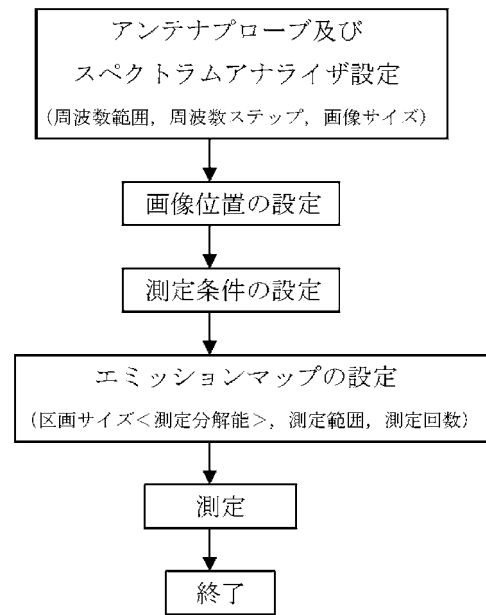 アンテナプローブ及び
スペクトラムアナライザ設定
(周波数範囲，周波数ステップ，画像サイズ)
画像位置の設定
測定条件の設定
エミッションマップの設定
(区画サイズ＜測定分解能＞，測定範囲，測定回数)
測定
終了